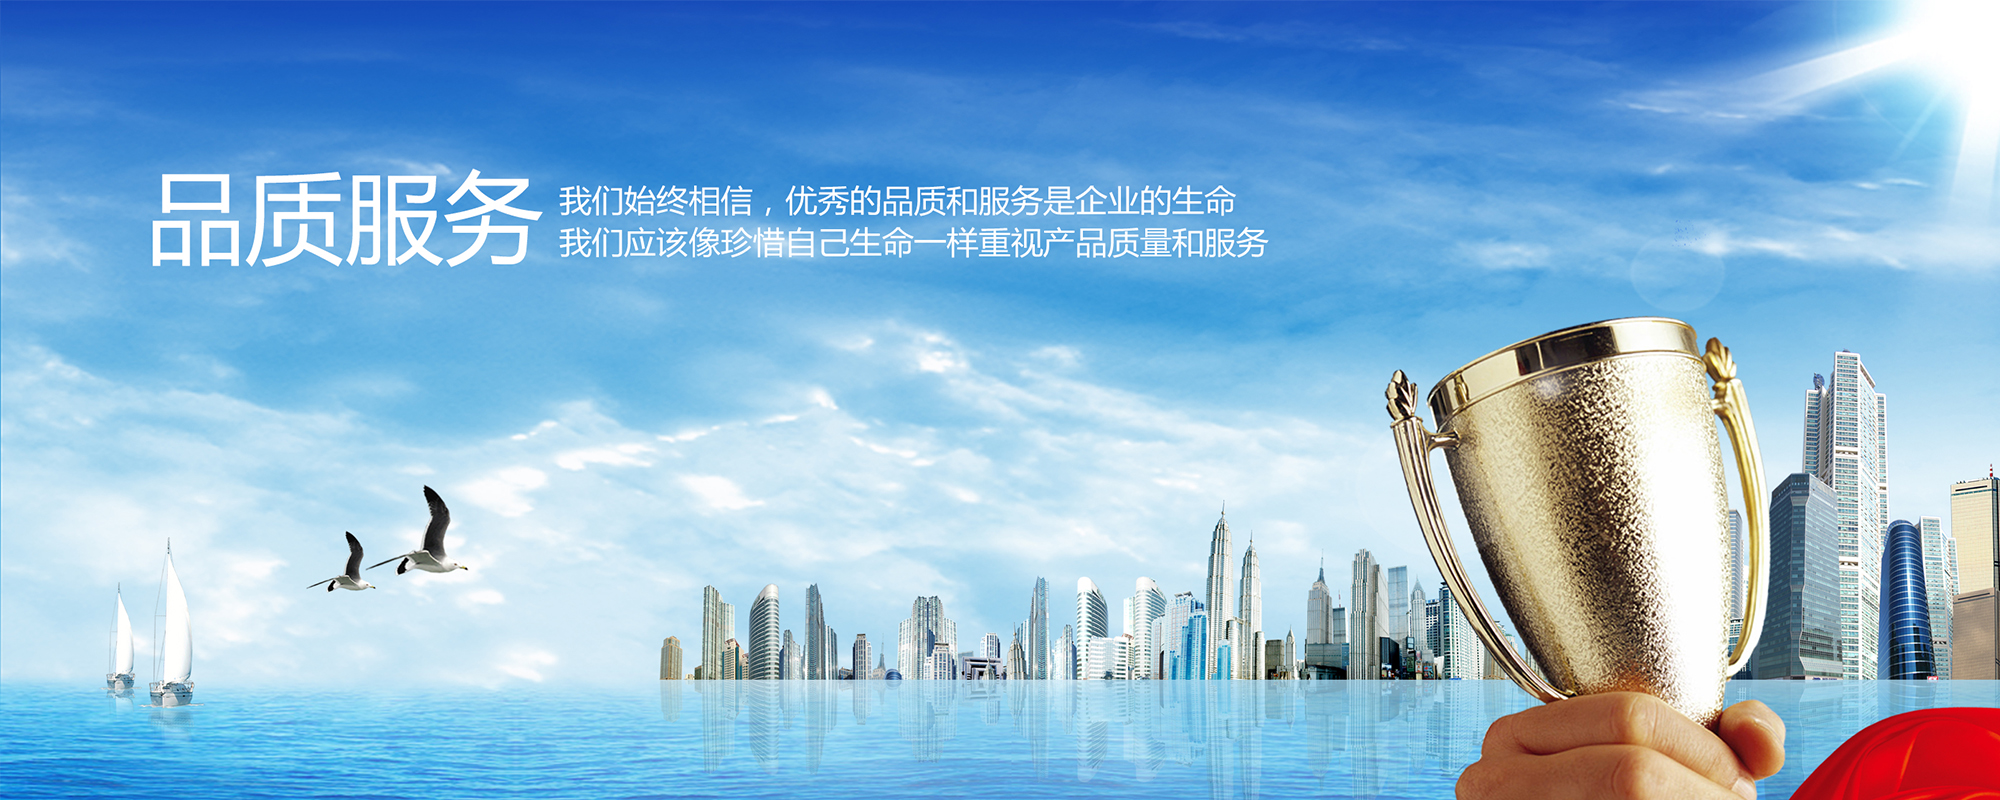 品质服务
我们始终相信，优秀的品质和服务是企业的生命
我们应该像珍惜自己生命一样重视产品质量和服务